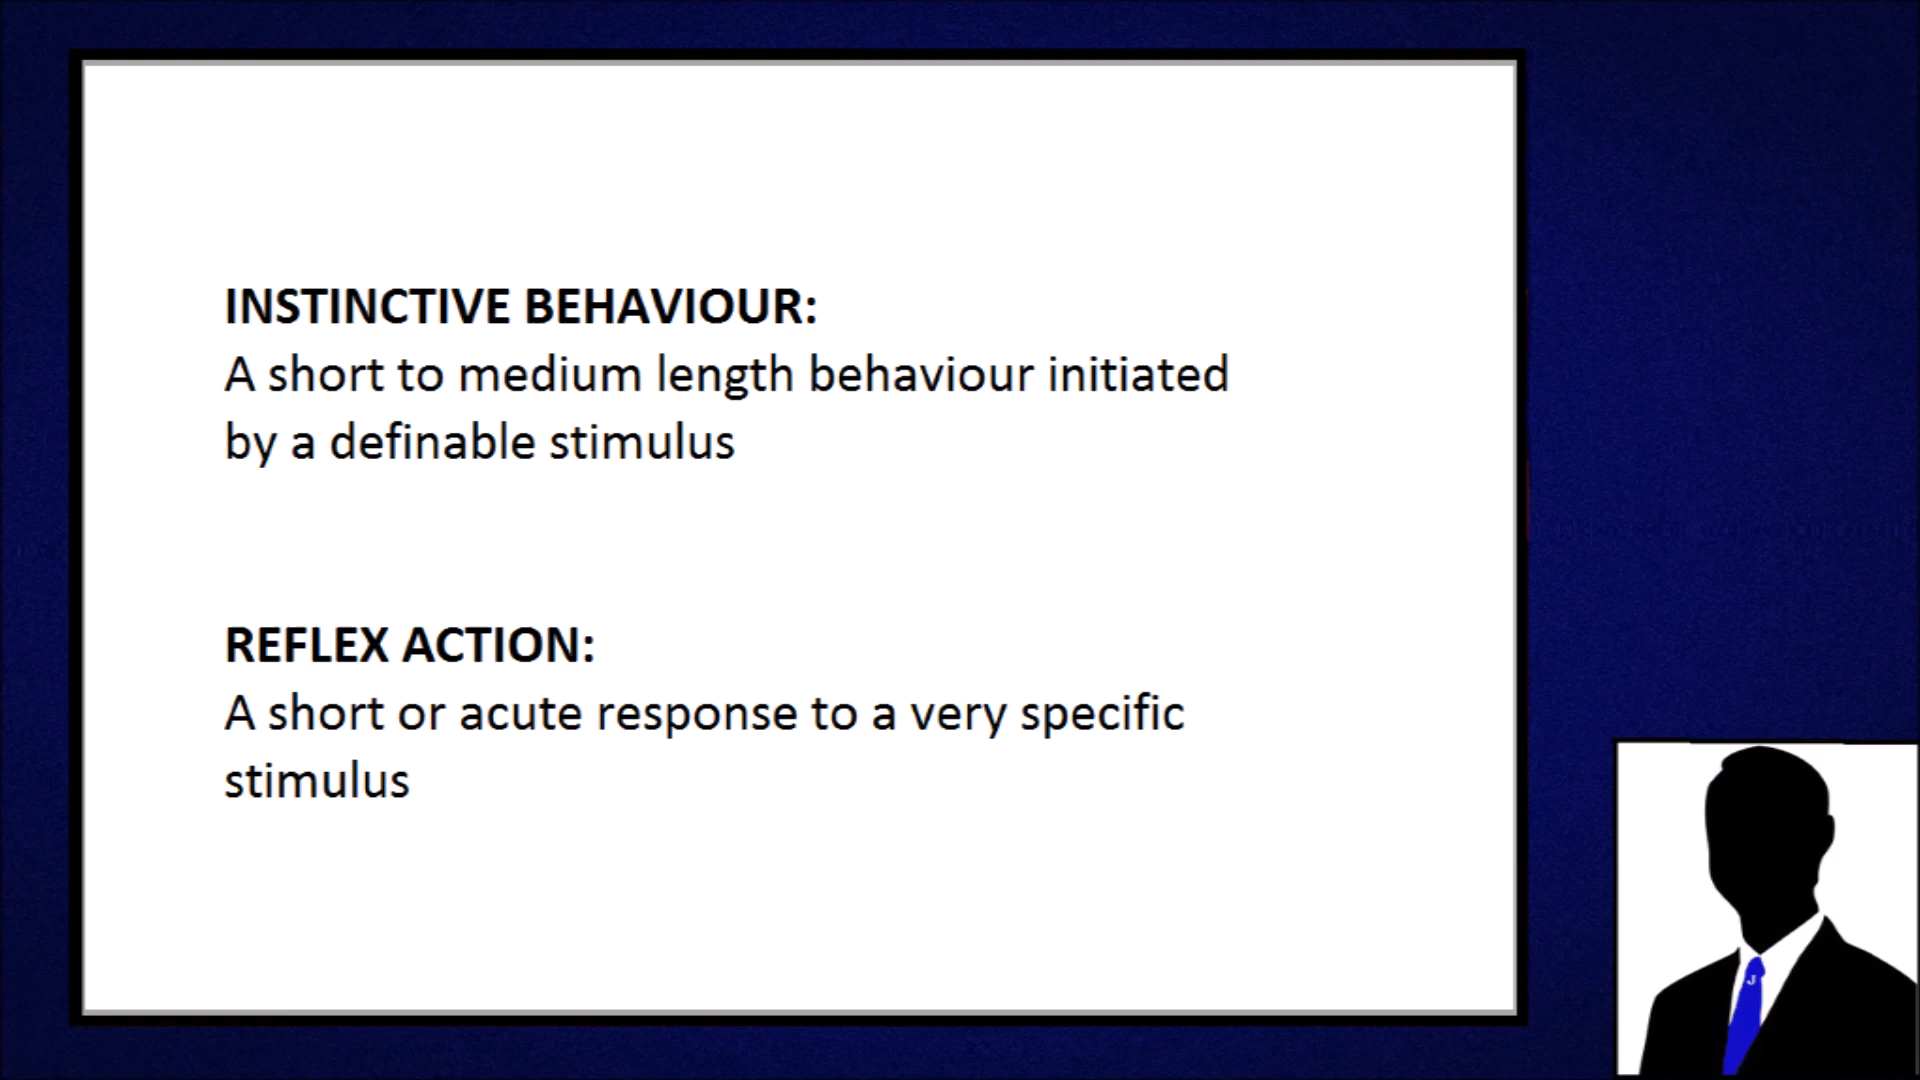 INSTINCTIVE BEHAVIOUR:
A short to medium length behaviour initiated
by a definable stimulus
REFLEX ACTION:
A short or acute response to a very specific
stimulus
J